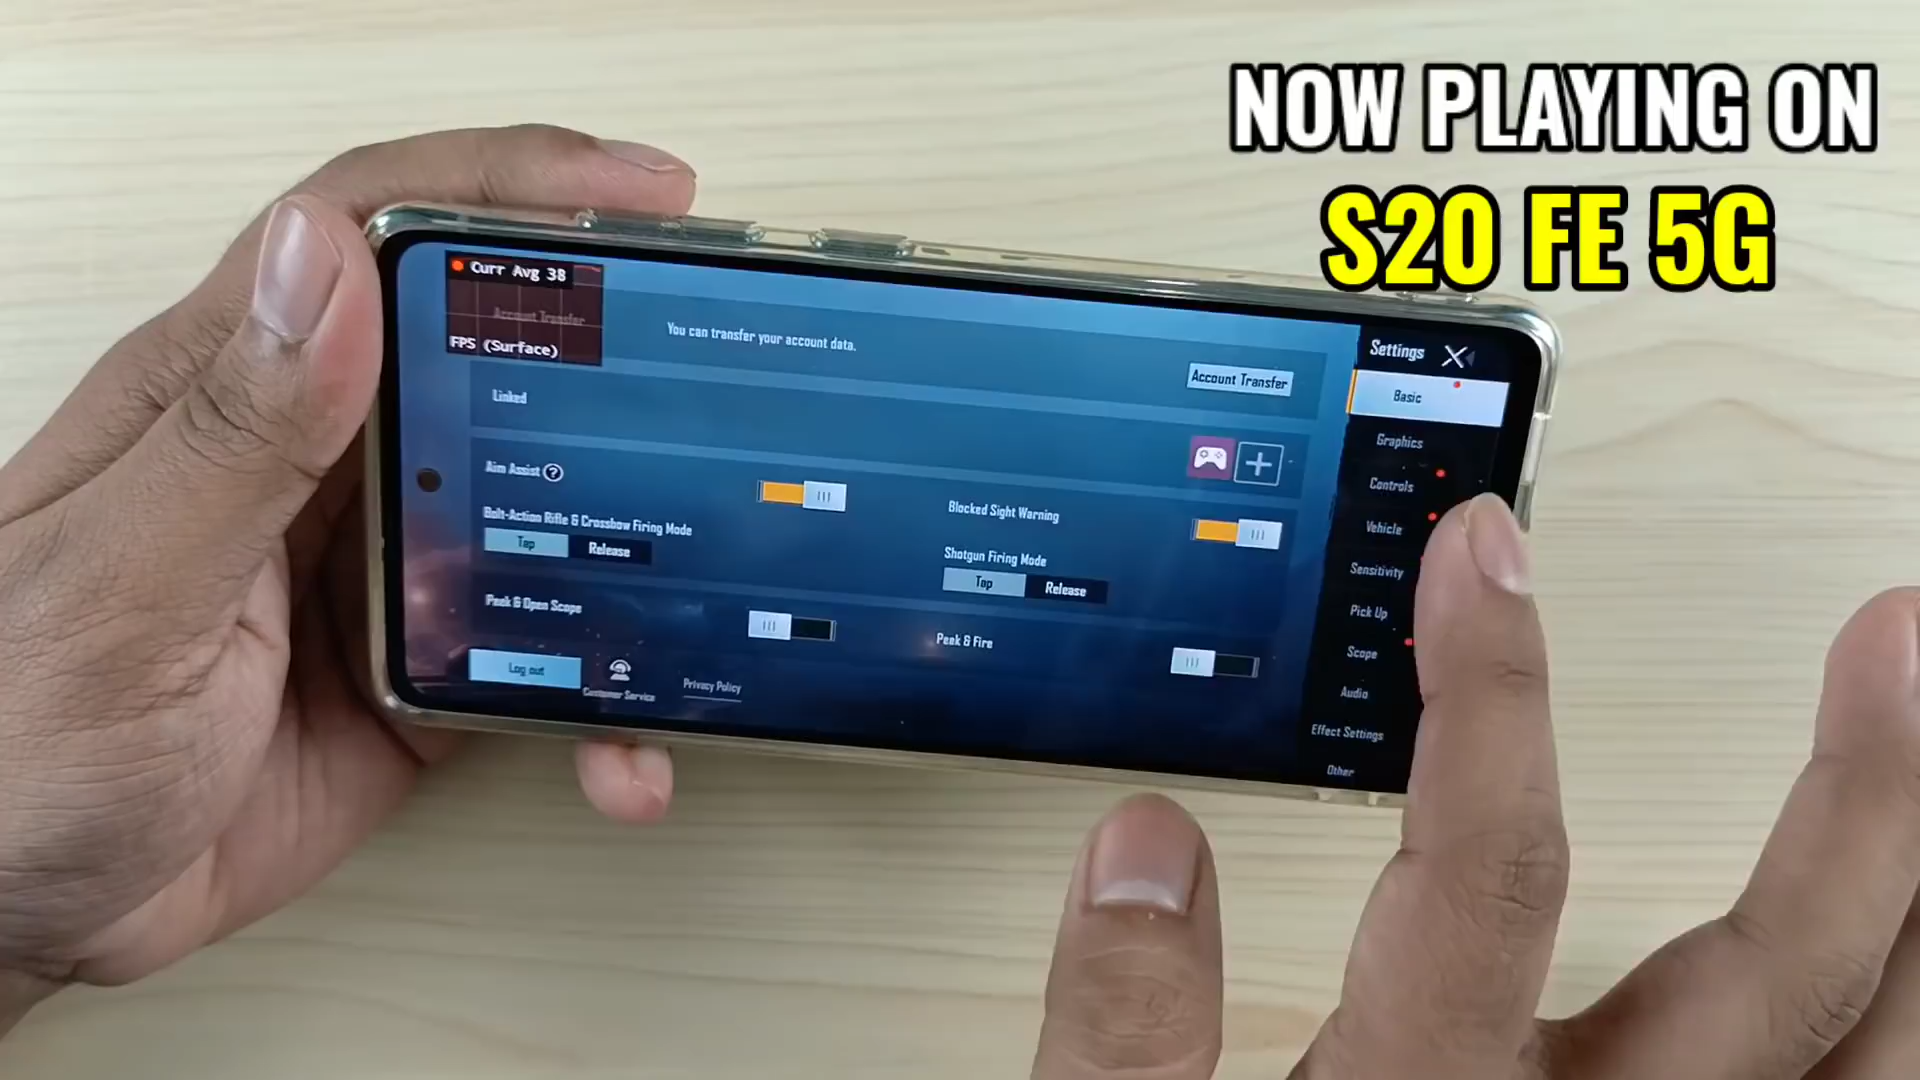 NOW PLAYING ON
S20 FE 5G
Curr Avg 38
Account Transfer
FPS (Surface)
You can transfer your account data.
Account Transfer
Linked
Aim Assist ?
Blocked Sight Warning
Bolt-Action Rifle & Crossbow Firing Mode
Tap Release
Shotgun Firing Mode
Tap Release
Peek & Open Scope
Peek & Fire
Log out
Customer Service
Privacy Policy
Settings
Basic
Graphics
Controls
Vehicle
Sensitivity
Pick Up
Scope
Audio
Effect Settings
Other